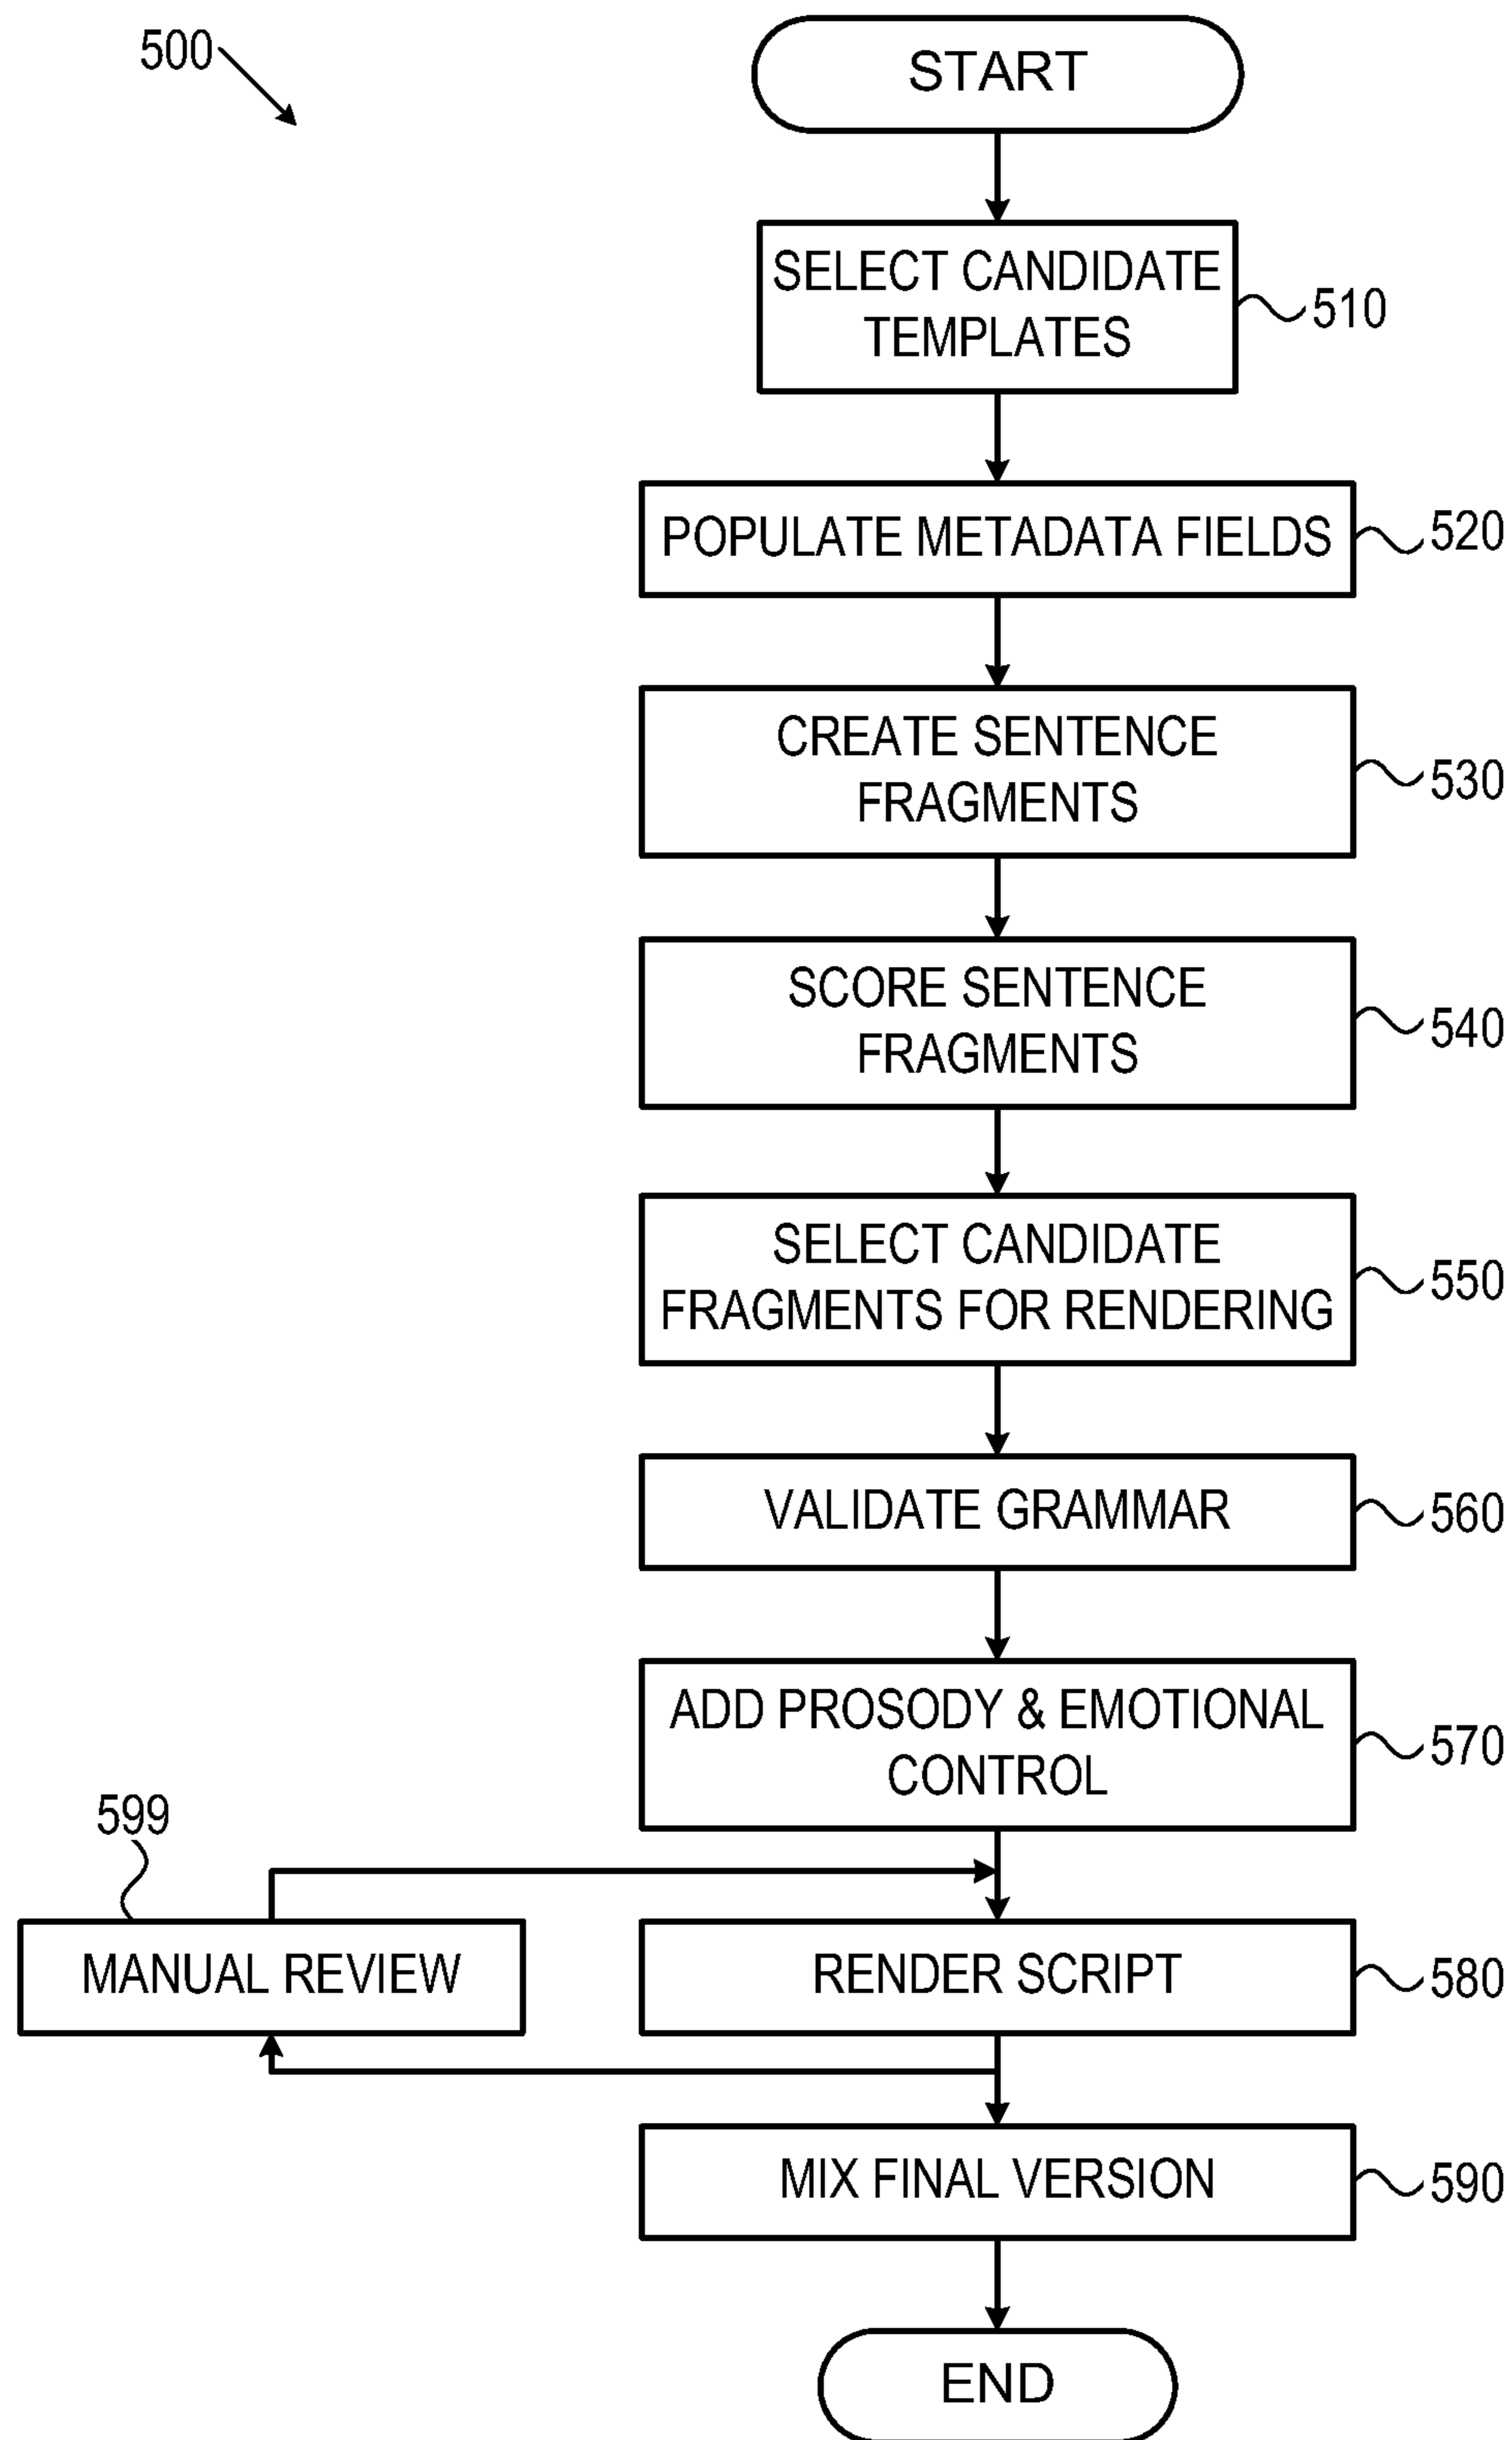 500
START
SELECT CANDIDATE
TEMPLATES
510
POPULATE METADATA FIELDS
520
CREATE SENTENCE
FRAGMENTS
530
SCORE SENTENCE
FRAGMENTS
540
SELECT CANDIDATE
FRAGMENTS FOR RENDERING
550
VALIDATE GRAMMAR
560
ADD PROSODY & EMOTIONAL
CONTROL
570
599
MANUAL REVIEW
RENDER SCRIPT
580
MIX FINAL VERSION
590
END